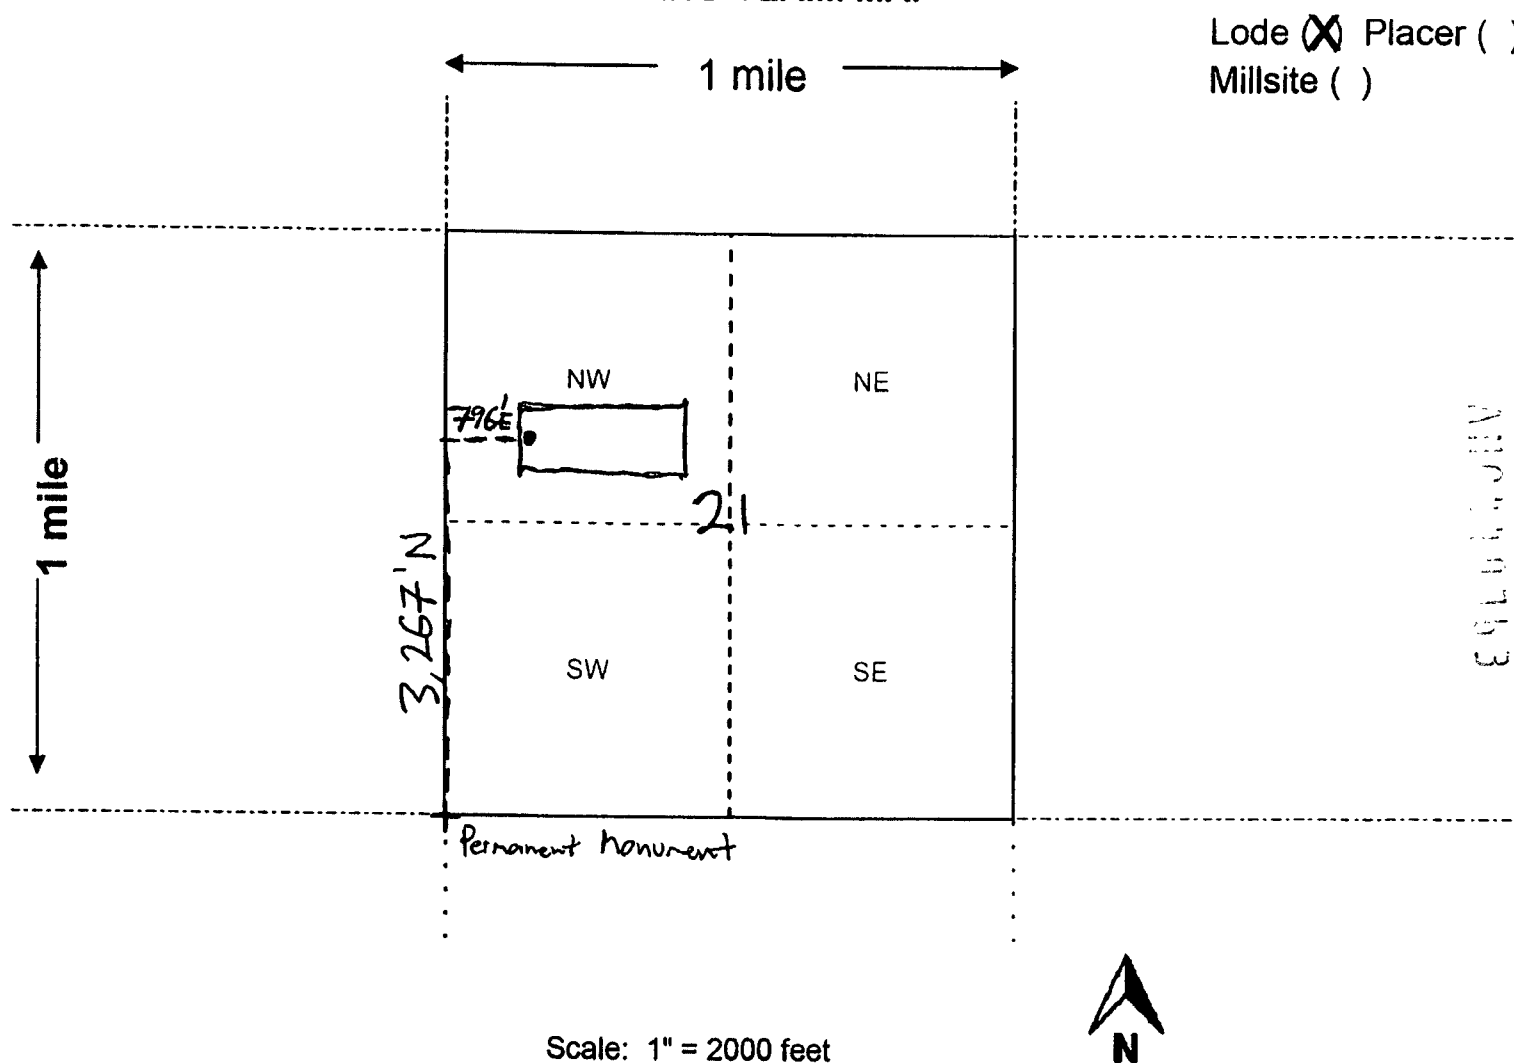 Lode (X) Placer ( )
Millsite ( )
1 mile
1 mile
NW
NE
796' E
21
3,267' N
SW
SE
Permanent Monument
N
Scale: 1" = 2000 feet